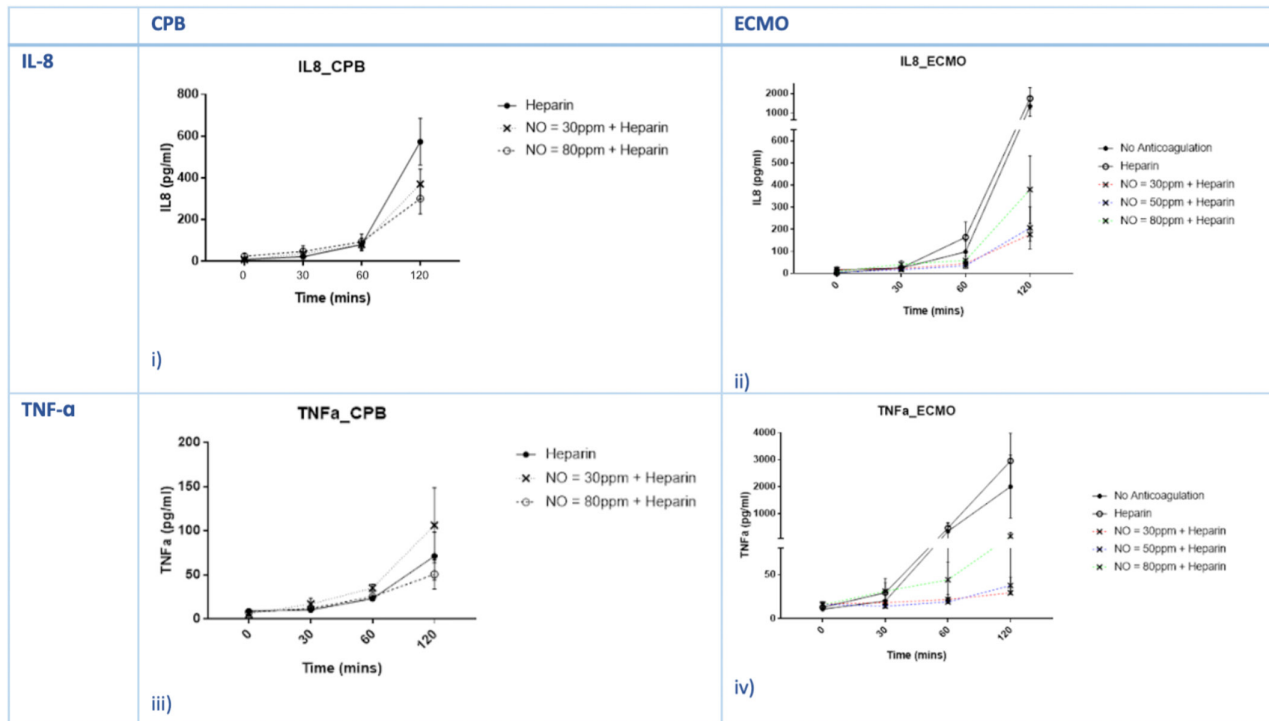 CPB
ECMO
IL-8
IL8_CPB
800
600
400
200
0
IL8 (pg/ml)
0
30
60
120
Time (mins)
Heparin
NO = 30ppm + Heparin
NO = 80ppm + Heparin
i)
IL8_ECMO
2000
1000
600
500
400
300
200
100
0
IL8 (pg/ml)
0
30
60
120
Time (mins)
No Anticoagulation
Heparin
NO = 30ppm + Heparin
NO = 50ppm + Heparin
NO = 80ppm + Heparin
ii)
TNF-α
TNFa_CPB
200
150
100
50
0
TNFa (pg/ml)
0
30
60
120
Time (mins)
Heparin
NO = 30ppm + Heparin
NO = 80ppm + Heparin
iii)
TNFa_ECMO
4000
3000
2000
1000
50
0
TNFa (pg/ml)
0
30
60
120
Time (mins)
No Anticoagulation
Heparin
NO = 30ppm + Heparin
NO = 50ppm + Heparin
NO = 80ppm + Heparin
iv)